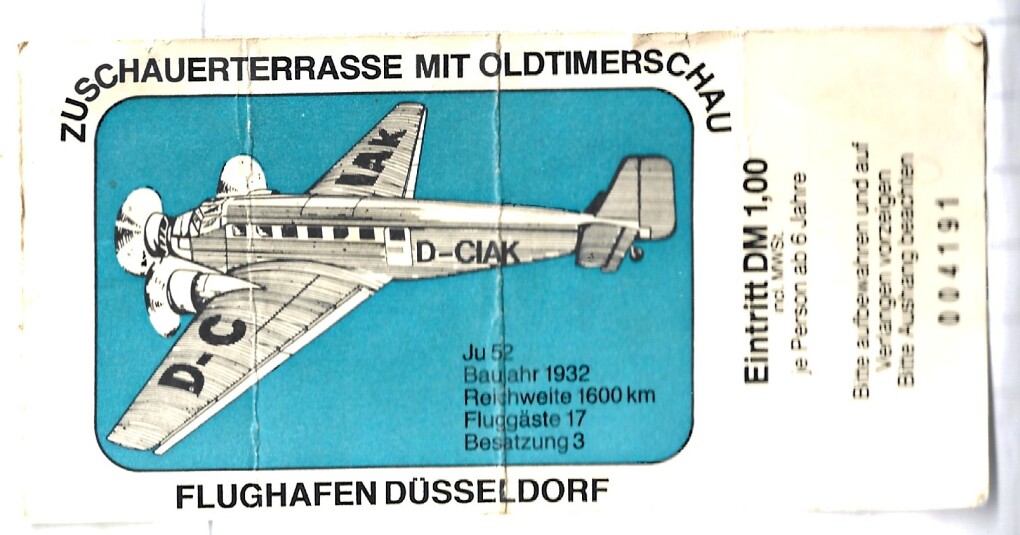 ZUSCHAUERTERRASSE MIT OLDTIMERSCHAU
IAK
D-CIAK
D-C
Ju 52
Baujahr 1932
Reichweite 1600 km
Fluggäste 17
Besatzung 3
FLUGHAFEN DÜSSELDORF
Eintritt DM 1,00
incl. MWSt.
je Person ab 6 Jahre
Bitte aufbewahren und auf
Verlangen vorzeigen
Bitte Aushang beachten
004191